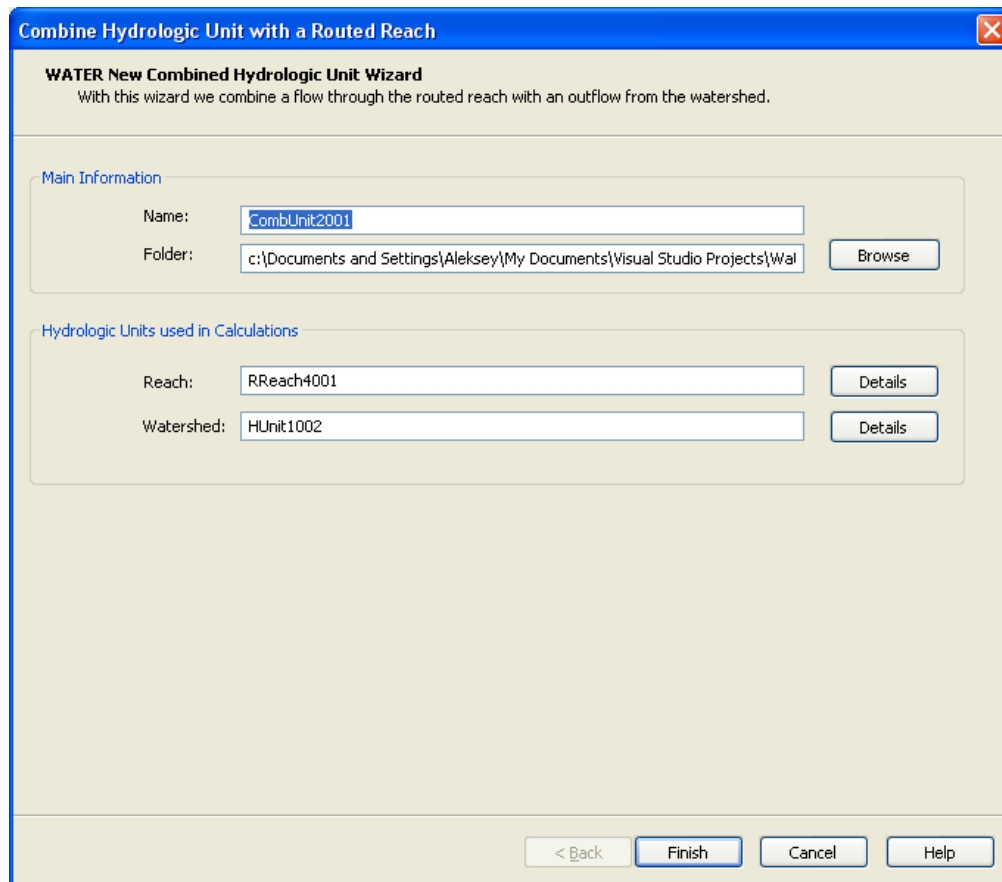 Combine Hydrologic Unit with a Routed Reach
WATER New Combined Hydrologic Unit Wizard
With this wizard we combine a flow through the routed reach with an outflow from the watershed.
Main Information
Name: CombUnit2001
Folder: c:\Documents and Settings\Aleksey\My Documents\Visual Studio Projects\Wat Browse
Hydrologic Units used in Calculations
Reach: RReach4001 Details
Watershed: HUnit1002 Details
< Back Finish Cancel Help